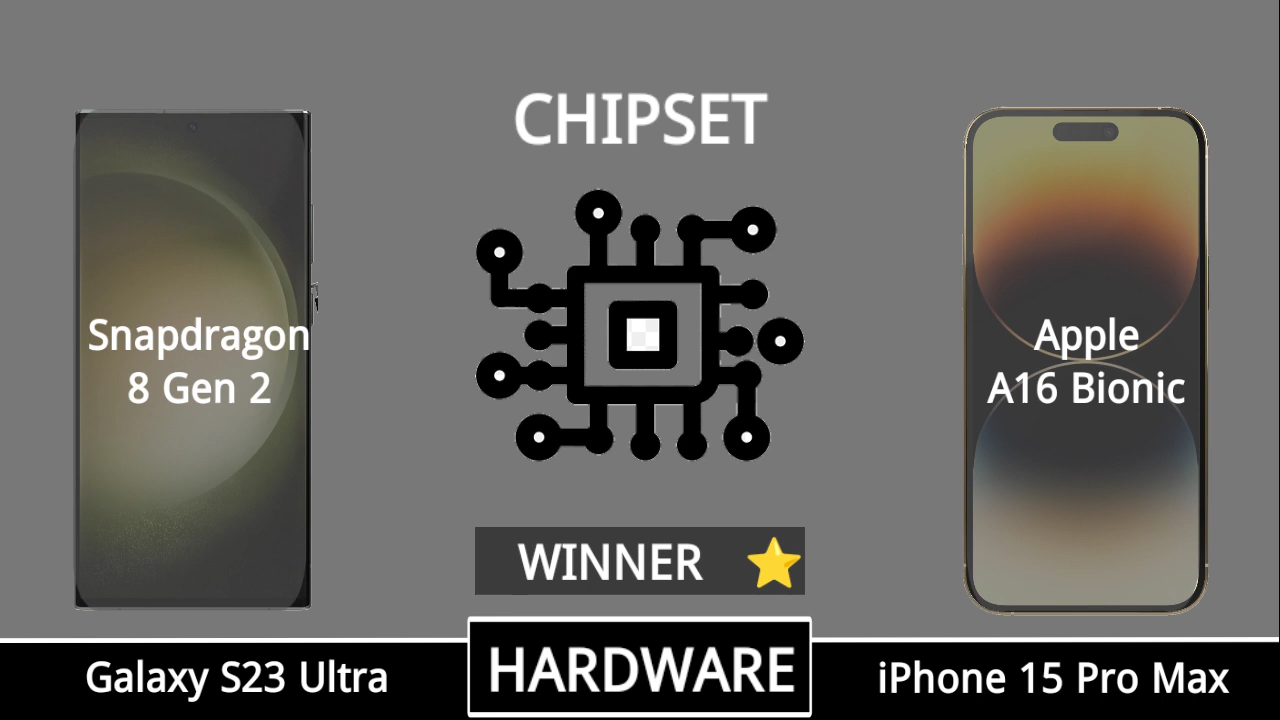 CHIPSET
Snapdragon
8 Gen 2
Apple
A16 Bionic
WINNER
Galaxy S23 Ultra
HARDWARE
iPhone 15 Pro Max